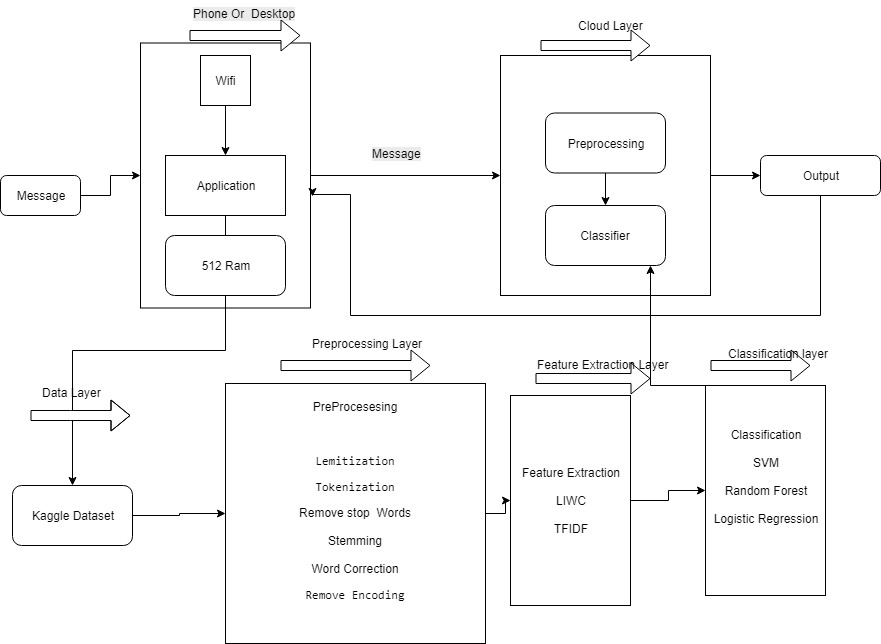 Phone Or Desktop
Cloud Layer
Wifi
Message
Application
512 Ram
Message
Preprocessing
Classifier
Output
Data Layer
Preprocessing Layer
Feature Extraction Layer
Classification layer
Kaggle Dataset
PreProcesesing
Lemitization
Tokenization
Remove stop Words
Stemming
Word Correction
Remove Encoding
Feature Extraction
LIWC
TFIDF
Classification
SVM
Random Forest
Logistic Regression